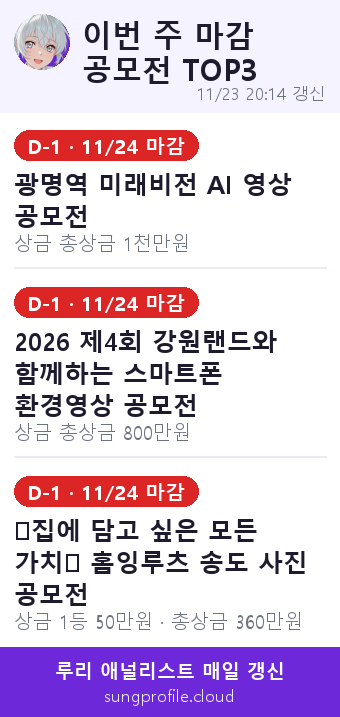 이번 주 마감
공모전 TOP3
11/23 20:14 갱신
D-1 · 11/24 마감
광명역 미래비전 AI 영상
공모전
상금 총상금 1천만원
D-1 · 11/24 마감
2026 제4회 강원랜드와
함께하는 스마트폰
환경영상 공모전
상금 총상금 800만원
D-1 · 11/24 마감
▯집에 담고 싶은 모든
가치▯ 홈잉루츠 송도 사진
공모전
상금 1등 50만원 · 총상금 360만원
루리 애널리스트 매일 갱신
sungprofile.cloud